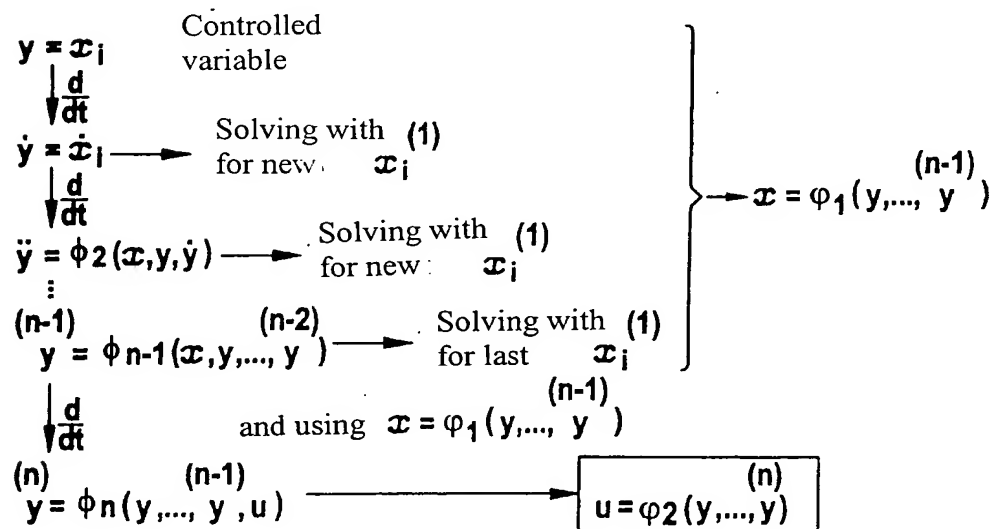 y = x_i Controlled
variable
d/dt
ẏ = ẋ_i Solving with (1)
for new x_i
d/dt
x = φ₁(y,..., y^(n-1))
ÿ = ϕ2(x,y,ẏ) Solving with (1)
for new : x_i
⋮
y^(n-1) = ϕn-1(x,y,..., y^(n-2)) Solving with (1)
for last x_i
d/dt
and using x = φ₁(y,..., y^(n-1))
y^(n) = ϕn(y,..., y^(n-1),u) u=φ₂(y,...,y^(n))